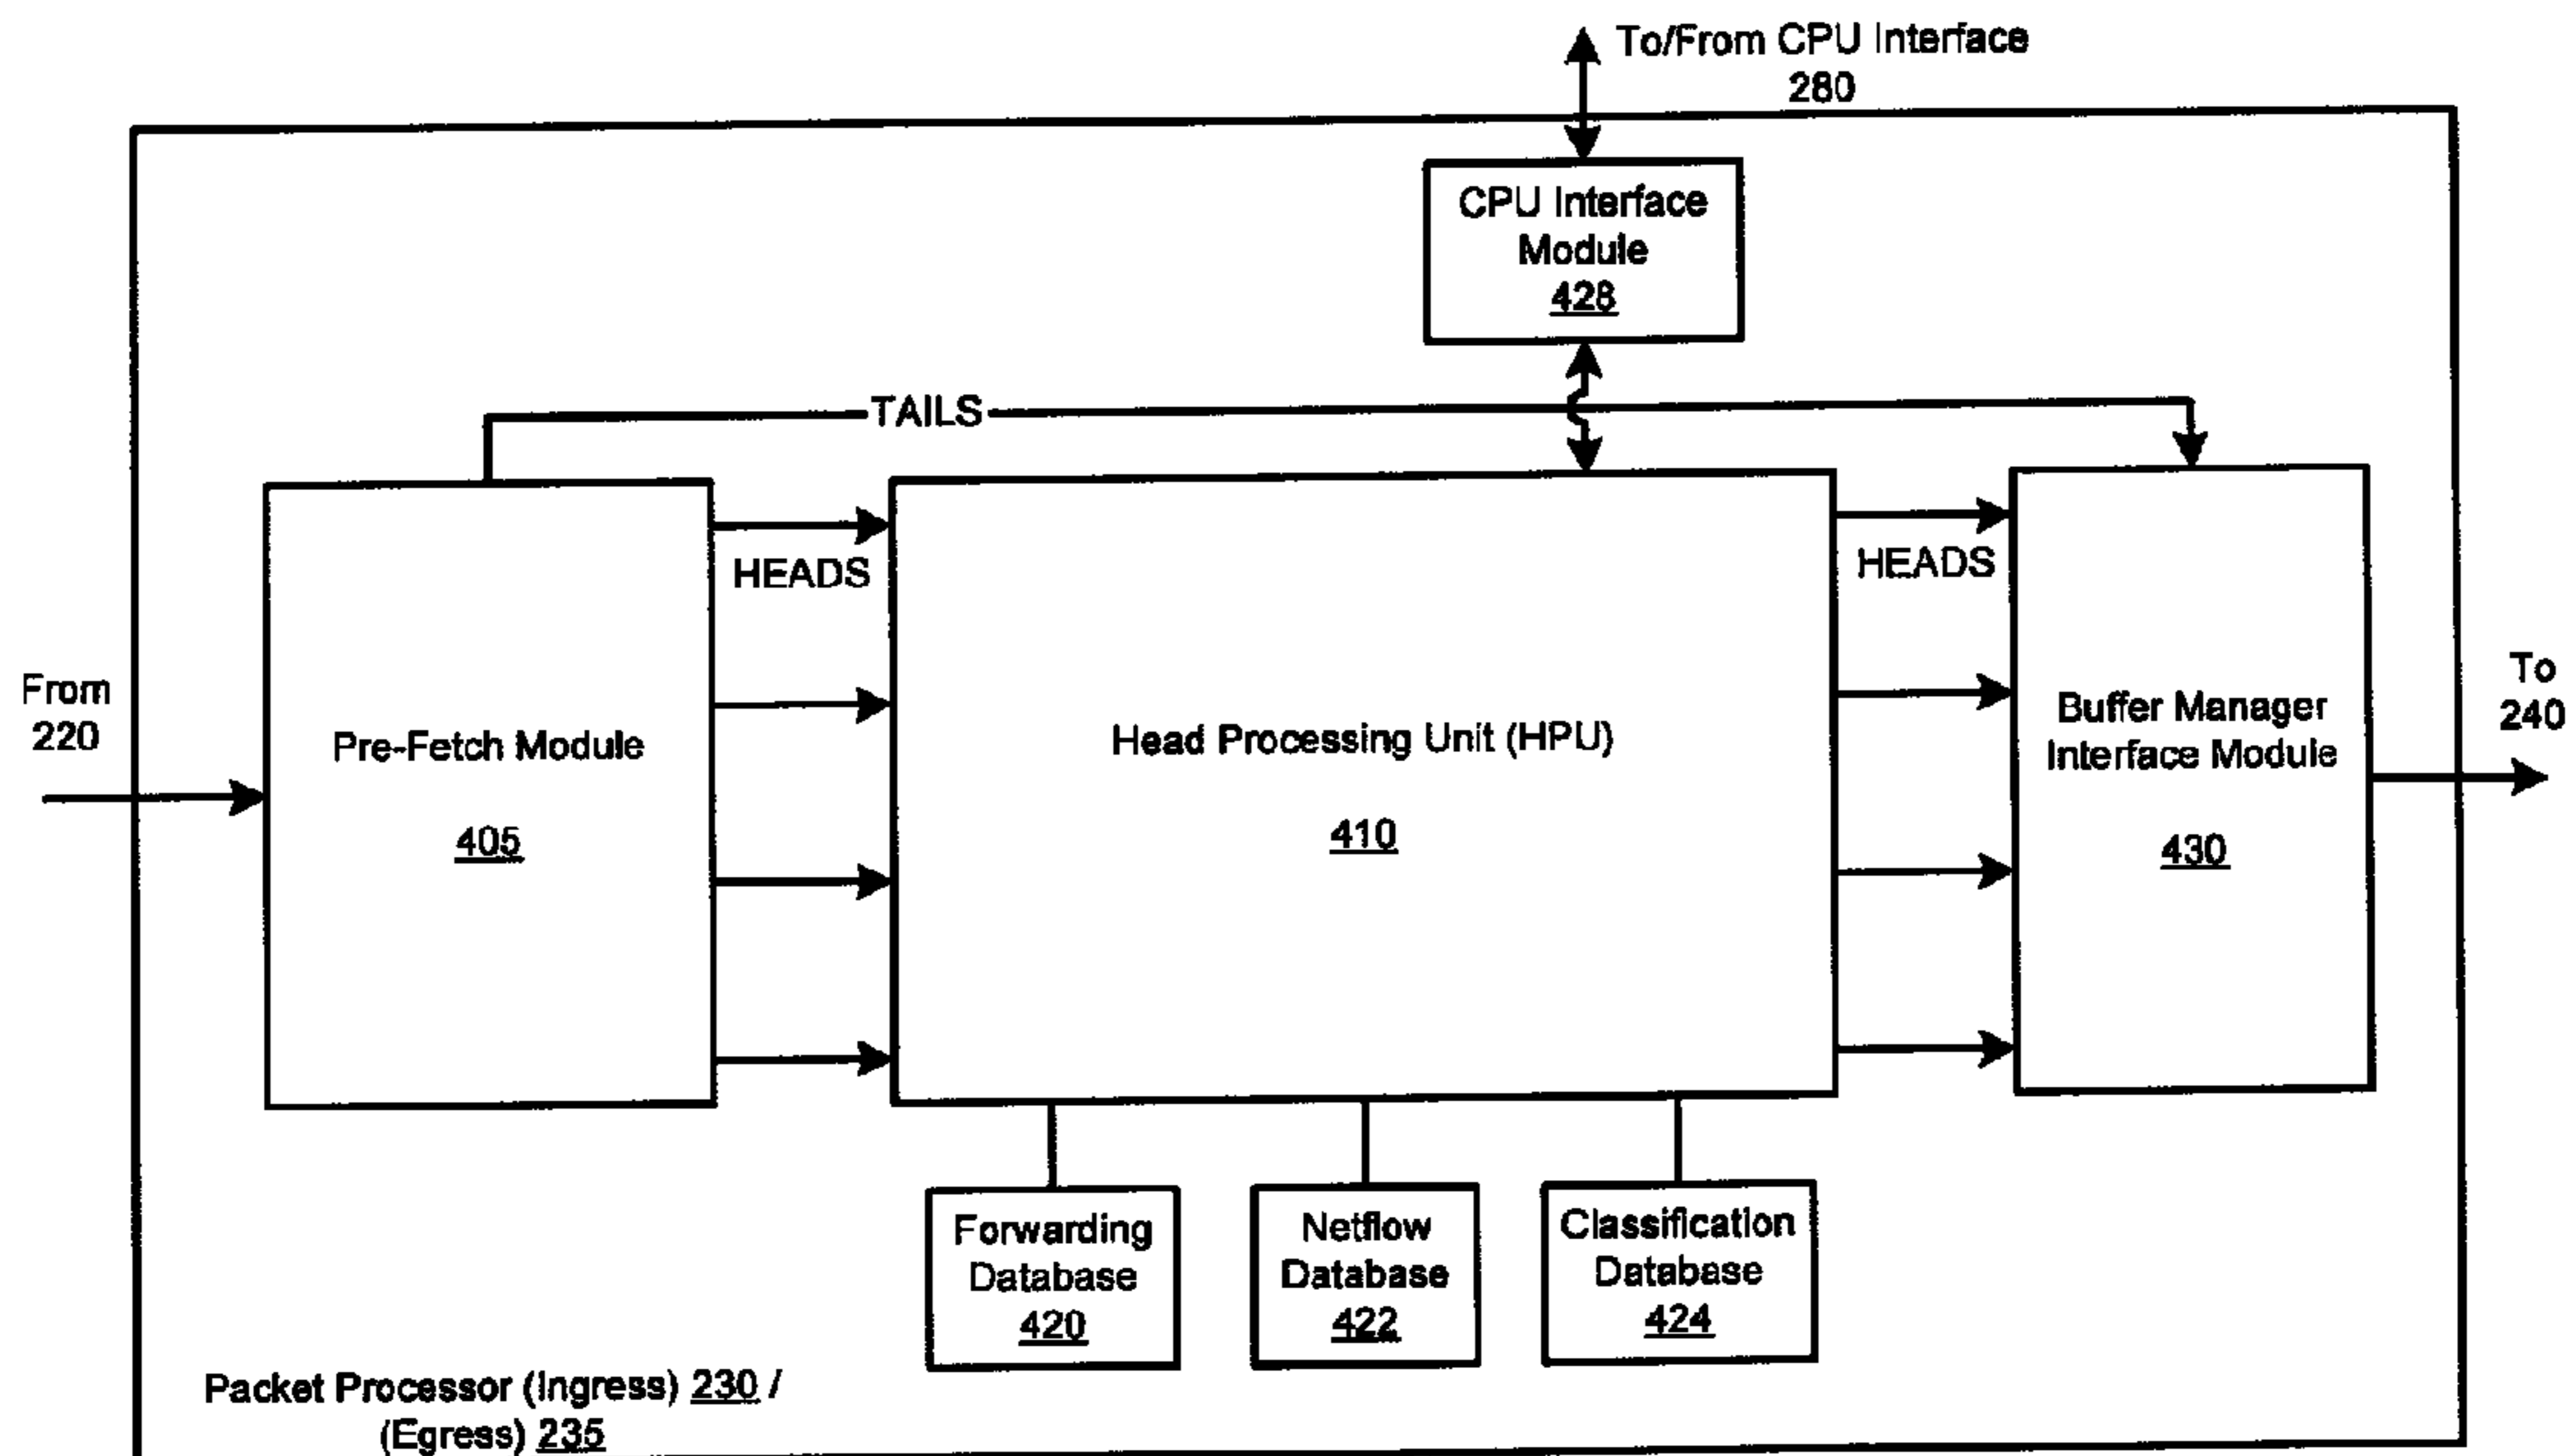 To/From CPU Interface
280
CPU Interface
Module
428
TAILS
HEADS
HEADS
From
220
Pre-Fetch Module
405
Head Processing Unit (HPU)
410
Buffer Manager
Interface Module
430
To
240
Forwarding
Database
420
Netflow
Database
422
Classification
Database
424
Packet Processor (Ingress) 230 /
(Egress) 235